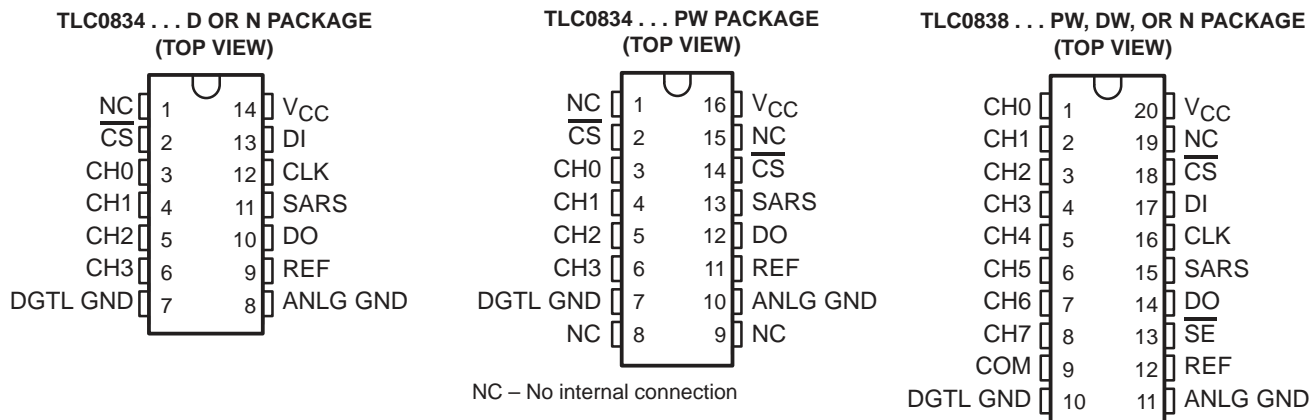 TLC0834 . . . D OR N PACKAGE
(TOP VIEW)
NC 1 14 VCC
C̅S̅ 2 13 DI
CH0 3 12 CLK
CH1 4 11 SARS
CH2 5 10 DO
CH3 6 9 REF
DGTL GND 7 8 ANLG GND
TLC0834 . . . PW PACKAGE
(TOP VIEW)
NC 1 16 VCC
C̅S̅ 2 15 NC
CH0 3 14 C̅S̅
CH1 4 13 SARS
CH2 5 12 DO
CH3 6 11 REF
DGTL GND 7 10 ANLG GND
NC 8 9 NC
NC – No internal connection
TLC0838 . . . PW, DW, OR N PACKAGE
(TOP VIEW)
CH0 1 20 VCC
CH1 2 19 NC
CH2 3 18 C̅S̅
CH3 4 17 DI
CH4 5 16 CLK
CH5 6 15 SARS
CH6 7 14 DO
CH7 8 13 S̅E̅
COM 9 12 REF
DGTL GND 10 11 ANLG GND